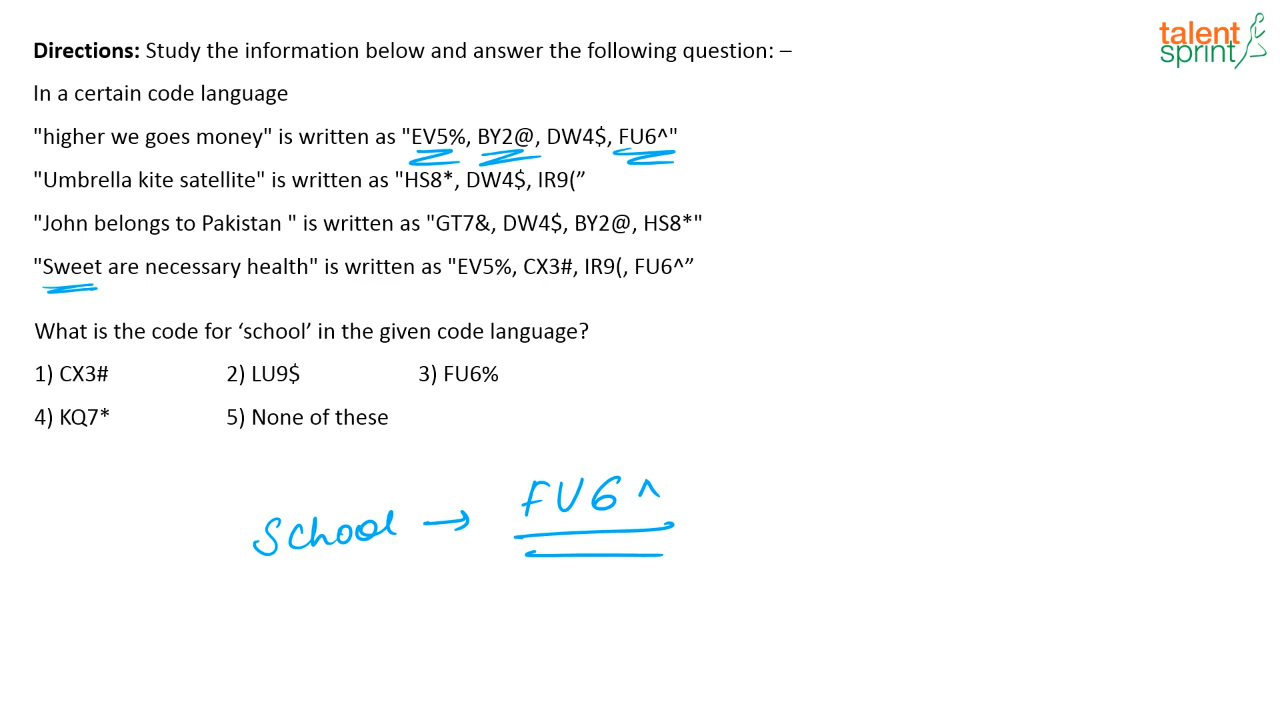 talent
sprint
Directions: Study the information below and answer the following question: –
In a certain code language
"higher we goes money" is written as "EV5%, BY2@, DW4$, FU6^"
"Umbrella kite satellite" is written as "HS8*, DW4$, IR9(”
"John belongs to Pakistan " is written as "GT7&, DW4$, BY2@, HS8*"
"Sweet are necessary health" is written as "EV5%, CX3#, IR9(, FU6^”
What is the code for ‘school’ in the given code language?
1) CX3# 2) LU9$ 3) FU6%
4) KQ7* 5) None of these
School → FU6^